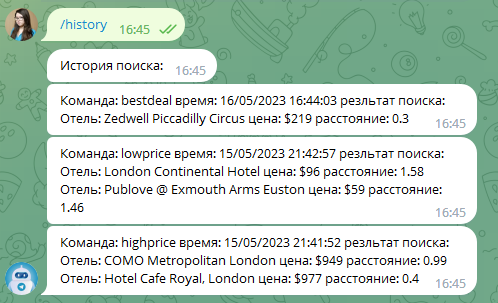 /history
16:45
История поиска:
16:45
Команда: bestdeal время: 16/05/2023 16:44:03 резльтат поиска:
Отель: Zedwell Piccadilly Circus цена: $219 расстояние: 0.3
16:45
Команда: lowprice время: 15/05/2023 21:42:57 резльтат поиска:
Отель: London Continental Hotel цена: $96 расстояние: 1.58
Отель: Publove @ Exmouth Arms Euston цена: $59 расстояние:
1.46
16:45
Команда: highprice время: 15/05/2023 21:41:52 резльтат поиска:
Отель: COMO Metropolitan London цена: $949 расстояние: 0.99
Отель: Hotel Cafe Royal, London цена: $977 расстояние: 0.4
16:45